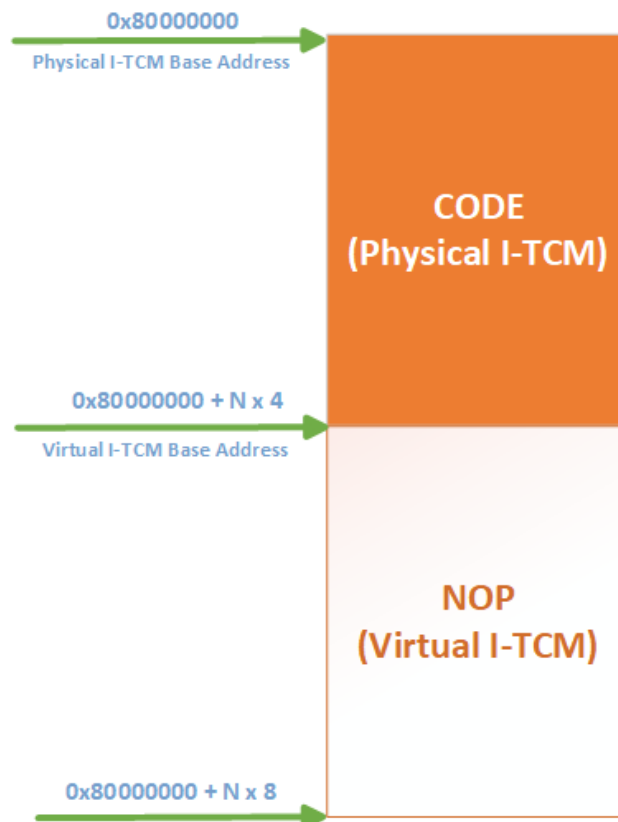 0x80000000
Physical I-TCM Base Address
CODE
(Physical I-TCM)
0x80000000 + N x 4
Virtual I-TCM Base Address
NOP
(Virtual I-TCM)
0x80000000 + N x 8